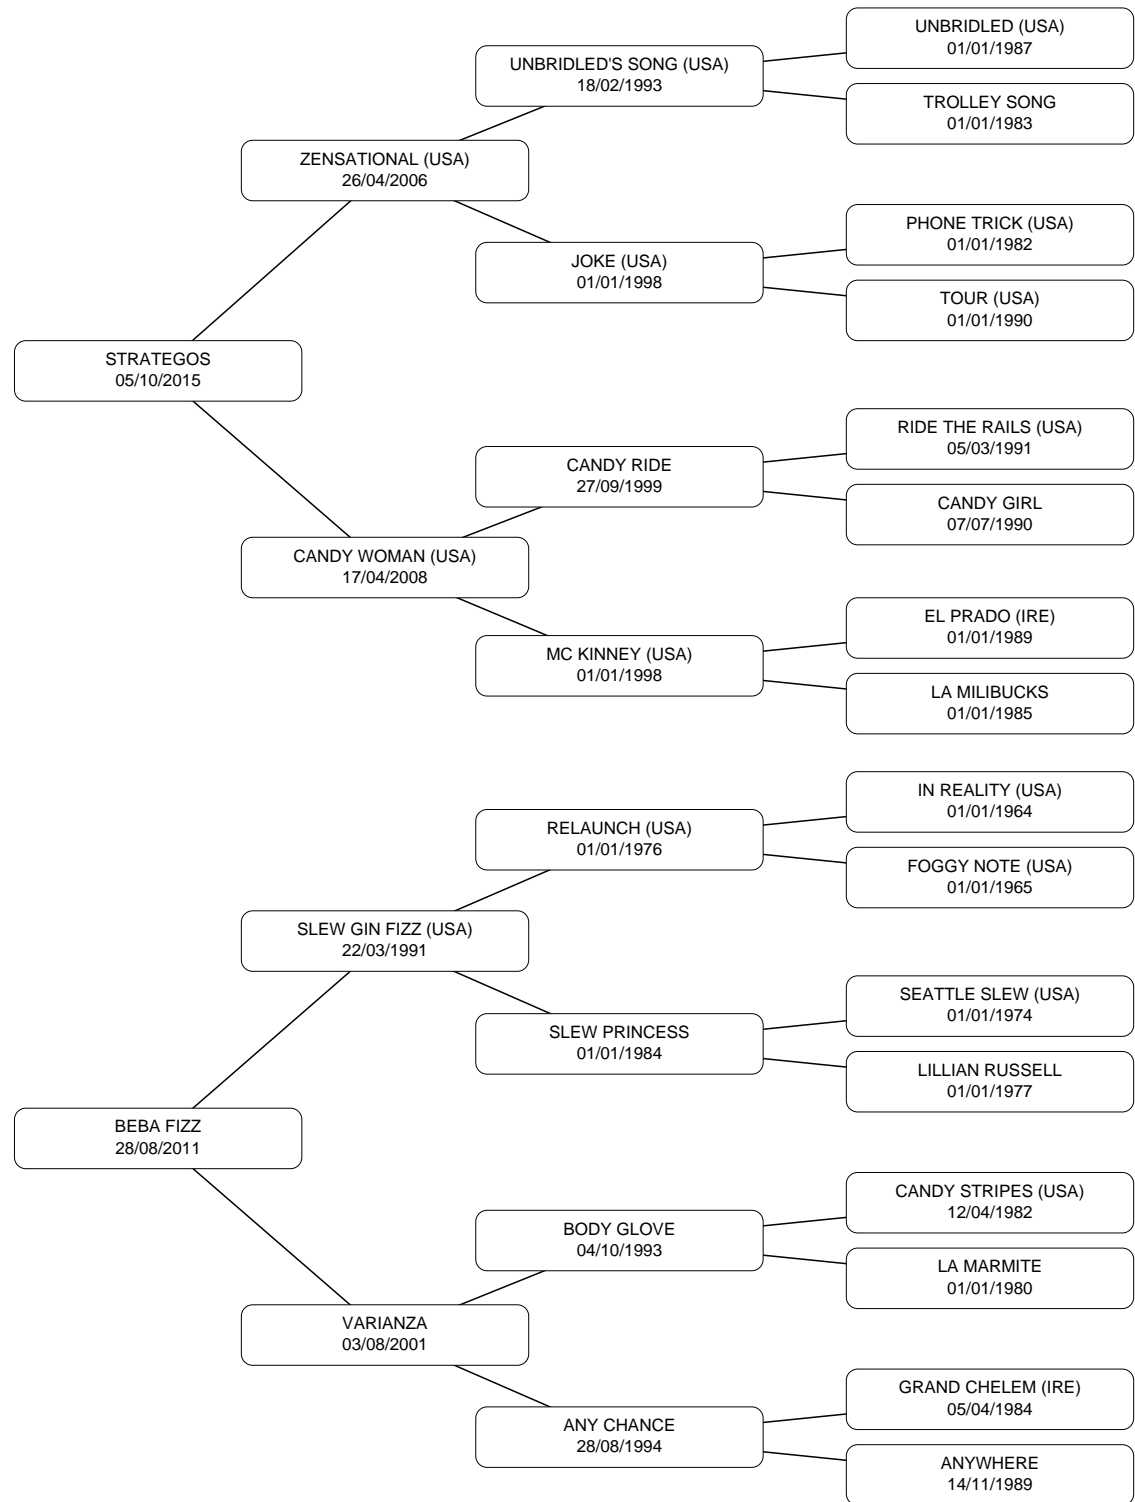 UNBRIDLED (USA)
01/01/1987
UNBRIDLED'S SONG (USA)
18/02/1993
TROLLEY SONG
01/01/1983
ZENSATIONAL (USA)
26/04/2006
PHONE TRICK (USA)
01/01/1982
JOKE (USA)
01/01/1998
TOUR (USA)
01/01/1990
STRATEGOS
05/10/2015
RIDE THE RAILS (USA)
05/03/1991
CANDY RIDE
27/09/1999
CANDY GIRL
07/07/1990
CANDY WOMAN (USA)
17/04/2008
EL PRADO (IRE)
01/01/1989
MC KINNEY (USA)
01/01/1998
LA MILIBUCKS
01/01/1985
IN REALITY (USA)
01/01/1964
RELAUNCH (USA)
01/01/1976
FOGGY NOTE (USA)
01/01/1965
SLEW GIN FIZZ (USA)
22/03/1991
SEATTLE SLEW (USA)
01/01/1974
SLEW PRINCESS
01/01/1984
LILLIAN RUSSELL
01/01/1977
BEBA FIZZ
28/08/2011
CANDY STRIPES (USA)
12/04/1982
BODY GLOVE
04/10/1993
LA MARMITE
01/01/1980
VARIANZA
03/08/2001
GRAND CHELEM (IRE)
05/04/1984
ANY CHANCE
28/08/1994
ANYWHERE
14/11/1989